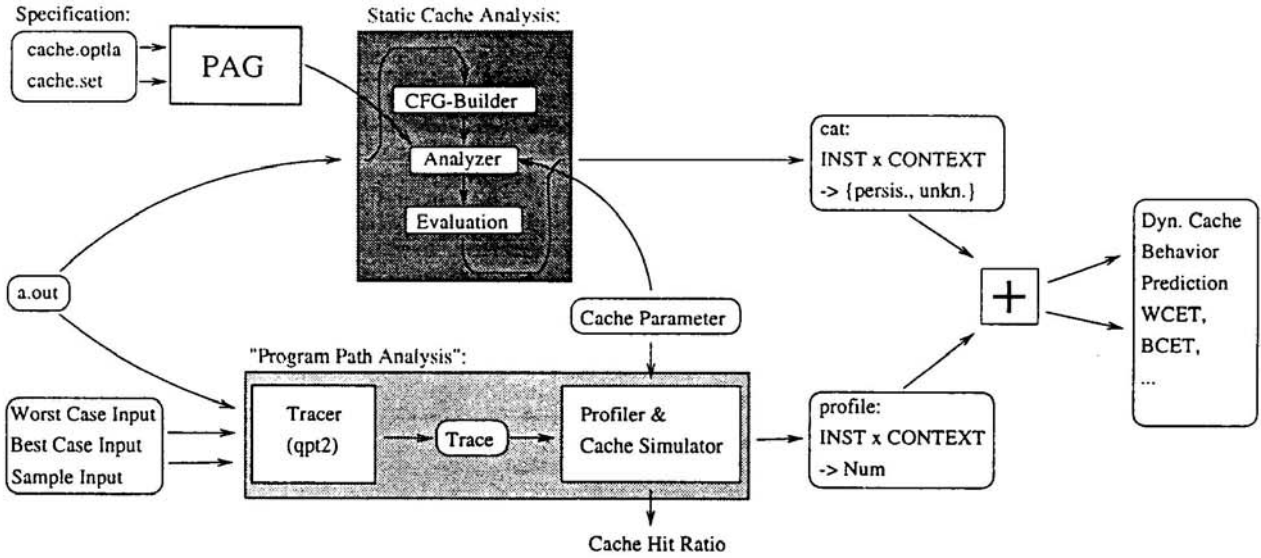 Specification:
cache.optla
cache.set
PAG
Static Cache Analysis:
CFG-Builder
Analyzer
Evaluation
cat:
INST x CONTEXT
-> {persis., unkn.}
a.out
Cache Parameter
"Program Path Analysis":
Worst Case Input
Best Case Input
Sample Input
Tracer
(qpt2)
Trace
Profiler &
Cache Simulator
Cache Hit Ratio
profile:
INST x CONTEXT
-> Num
+
Dyn. Cache
Behavior
Prediction
WCET,
BCET,
...